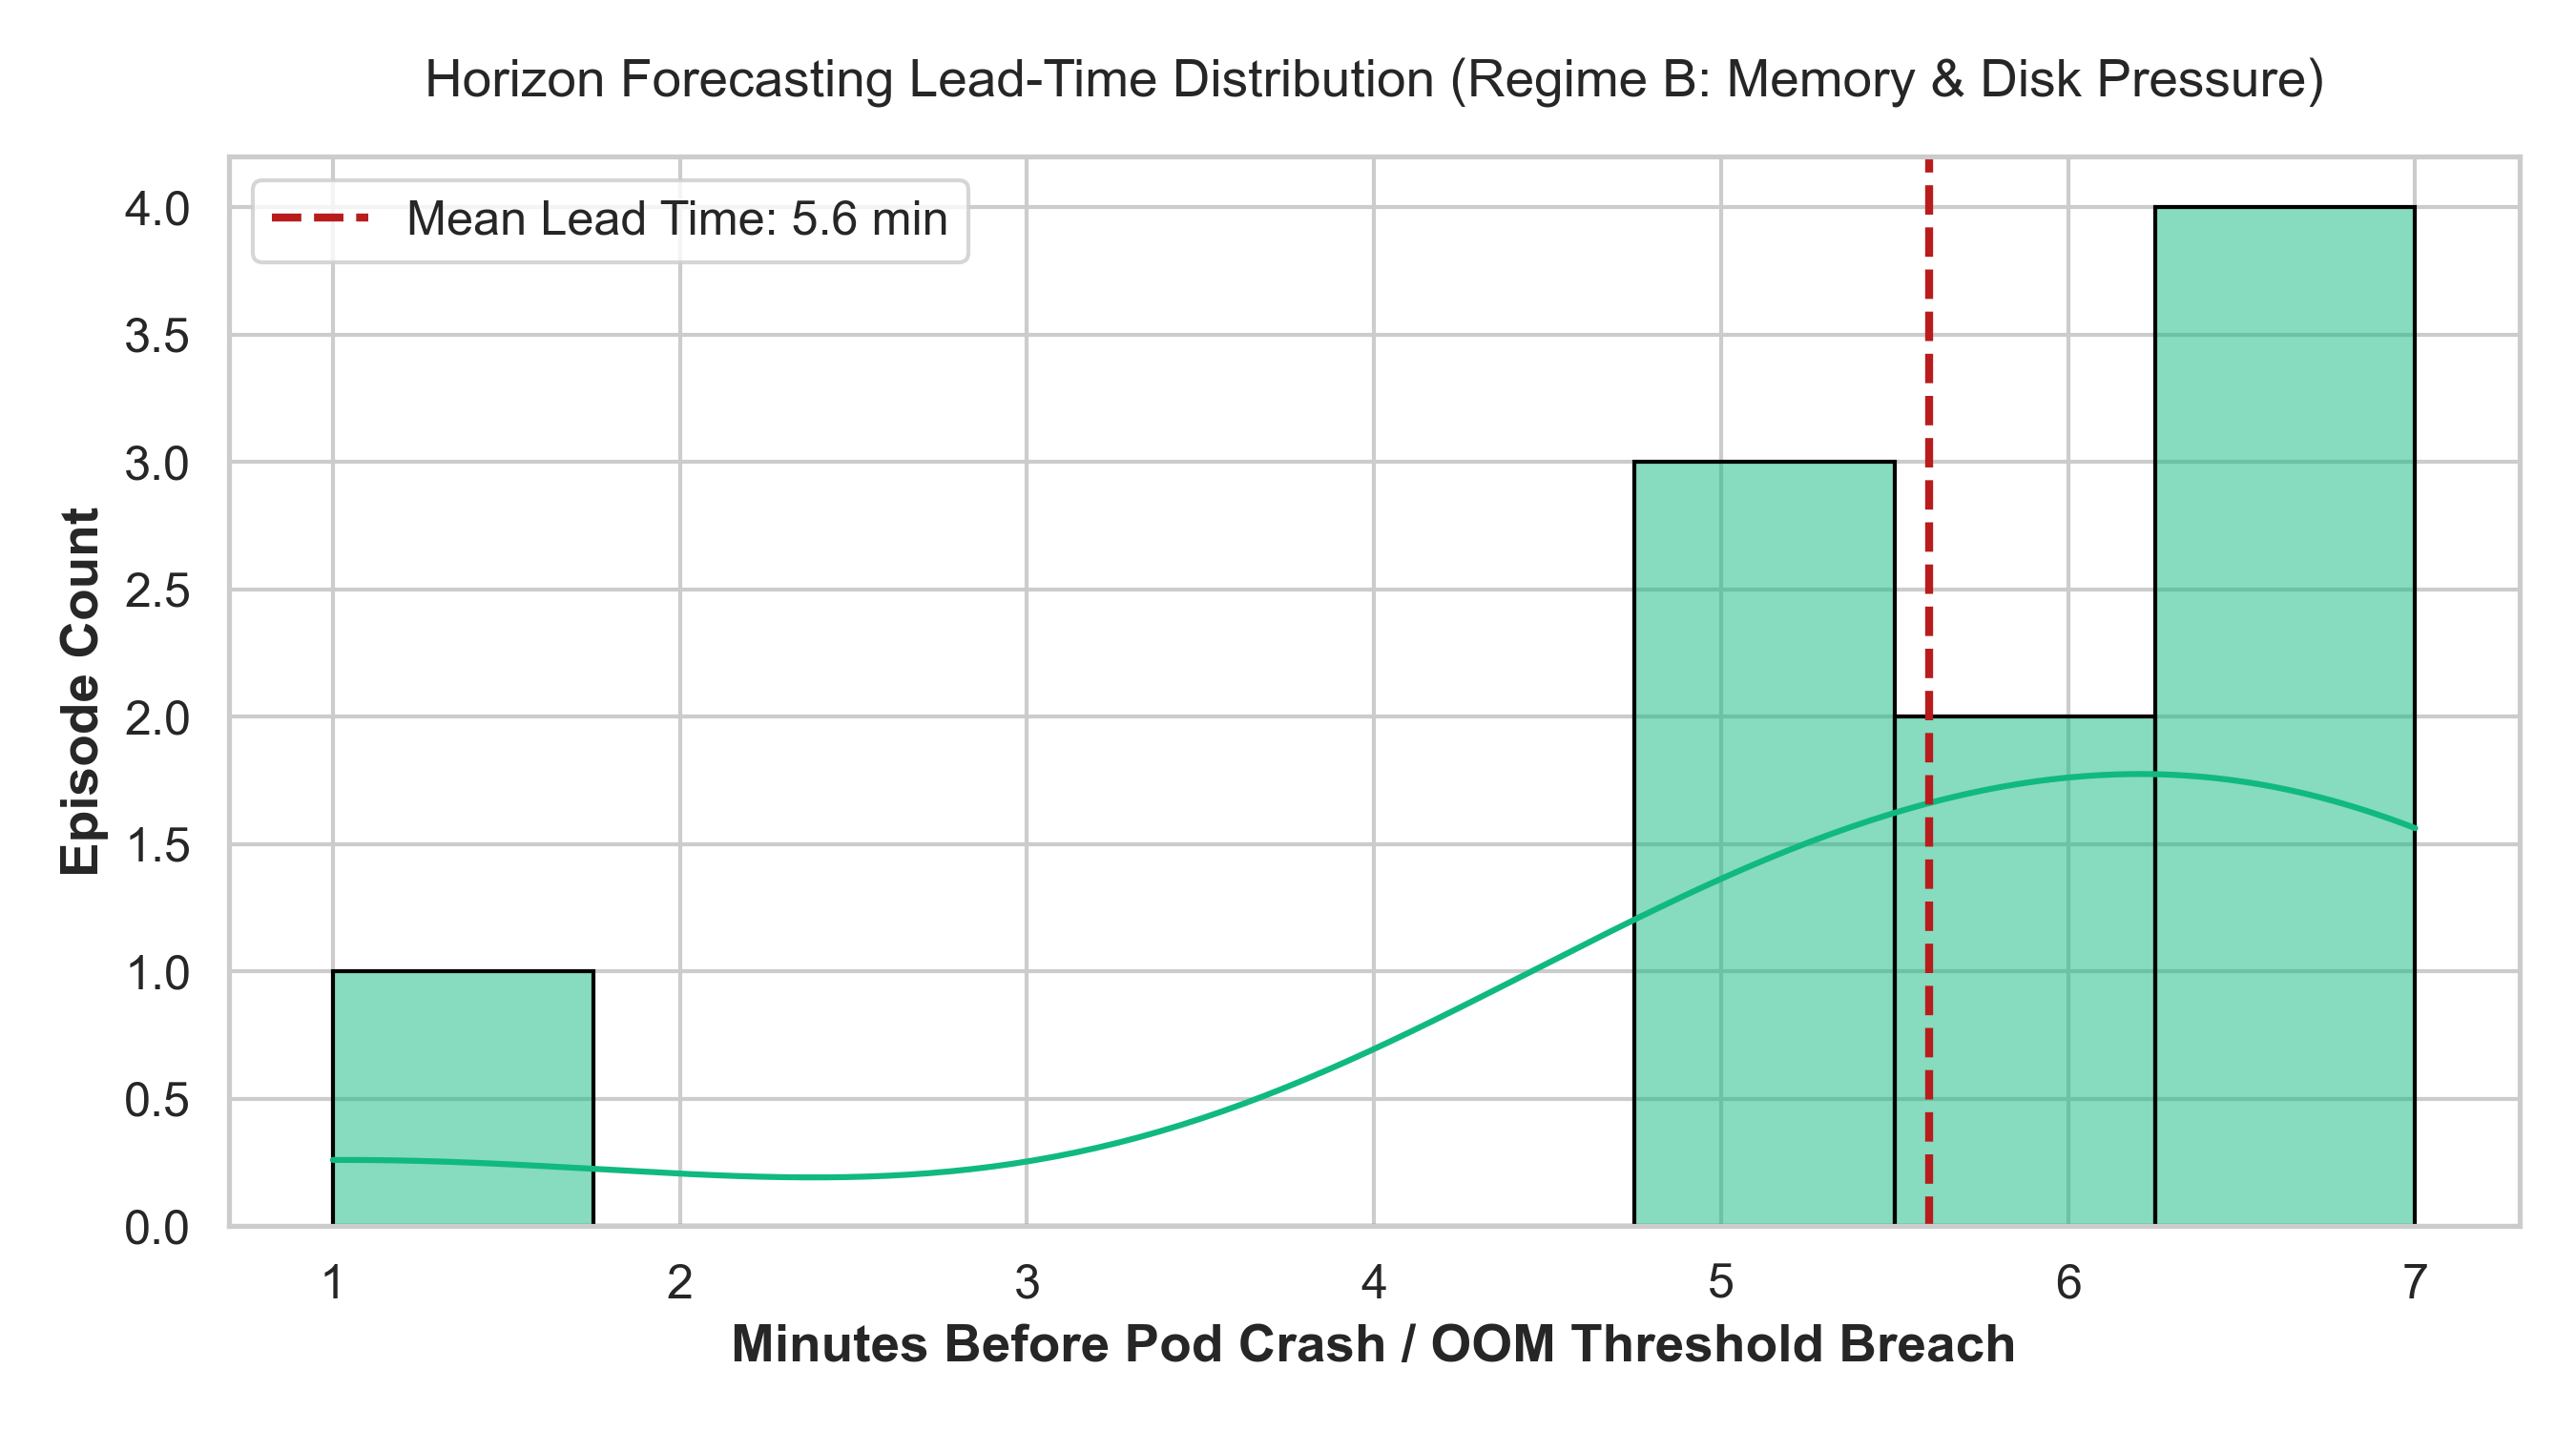 Horizon Forecasting Lead-Time Distribution (Regime B: Memory & Disk Pressure)
Mean Lead Time: 5.6 min
Episode Count
4.0
3.5
3.0
2.5
2.0
1.5
1.0
0.5
0.0
1 2 3 4 5 6 7
Minutes Before Pod Crash / OOM Threshold Breach